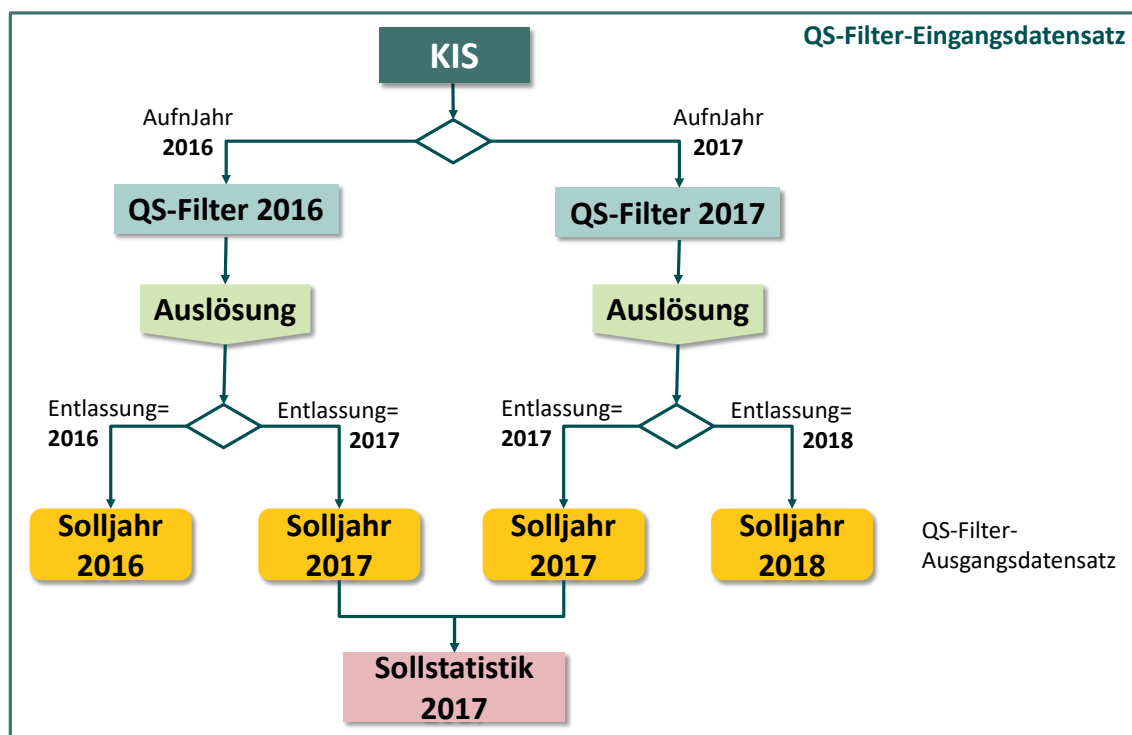 QS-Filter-Eingangsdatensatz
KIS
AufnJahr
2016
AufnJahr
2017
QS-Filter 2016
QS-Filter 2017
Auslösung
Auslösung
Entlassung=
2016
Entlassung=
2017
Entlassung=
2017
Entlassung=
2018
Solljahr
2016
Solljahr
2017
Solljahr
2017
Solljahr
2018
QS-Filter-
Ausgangsdatensatz
Sollstatistik
2017